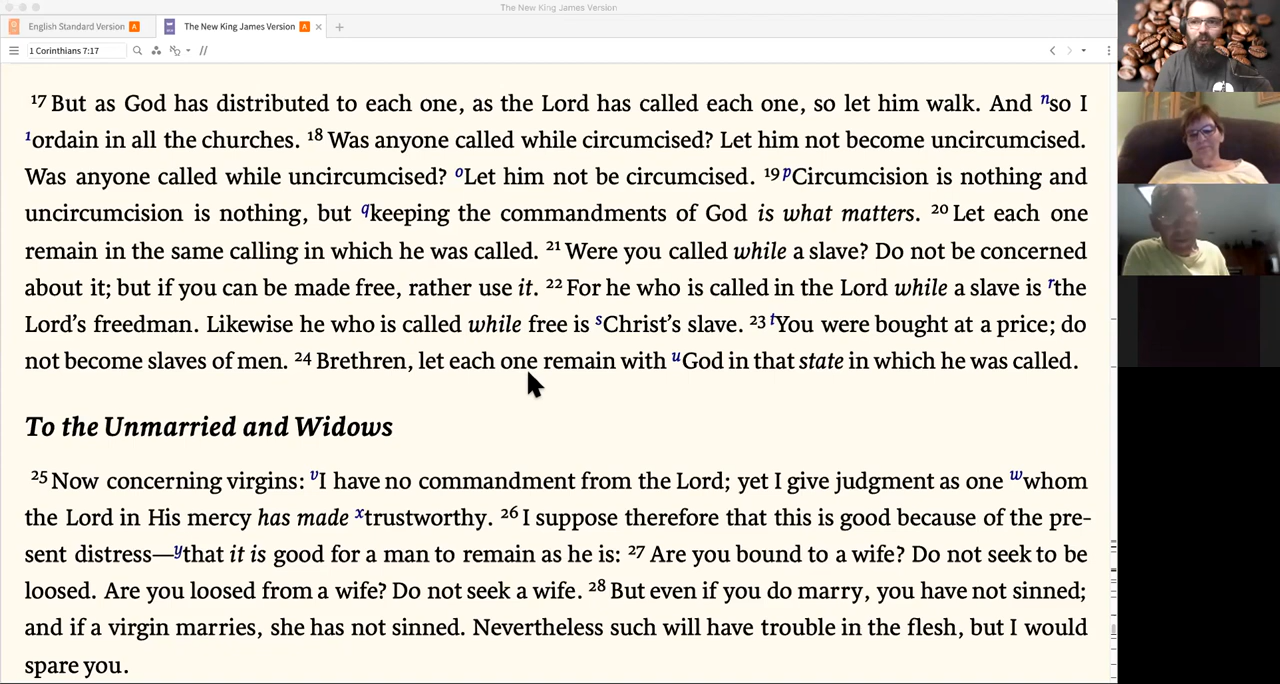 The New King James Version
English Standard Version A
The New King James Version A
1 Corinthians 7:17
17 But as God has distributed to each one, as the Lord has called each one, so let him walk. And n so I
1 ordain in all the churches. 18 Was anyone called while circumcised? Let him not become uncircumcised.
Was anyone called while uncircumcised? o Let him not be circumcised. 19 p Circumcision is nothing and
uncircumcision is nothing, but q keeping the commandments of God is what matters. 20 Let each one
remain in the same calling in which he was called. 21 Were you called while a slave? Do not be concerned
about it; but if you can be made free, rather use it. 22 For he who is called in the Lord while a slave is r the
Lord’s freedman. Likewise he who is called while free is s Christ’s slave. 23 t You were bought at a price; do
not become slaves of men. 24 Brethren, let each one remain with u God in that state in which he was called.
To the Unmarried and Widows
25 Now concerning virgins: v I have no commandment from the Lord; yet I give judgment as one w whom
the Lord in His mercy has made x trustworthy. 26 I suppose therefore that this is good because of the pre-
sent distress—y that it is good for a man to remain as he is: 27 Are you bound to a wife? Do not seek to be
loosed. Are you loosed from a wife? Do not seek a wife. 28 But even if you do marry, you have not sinned;
and if a virgin marries, she has not sinned. Nevertheless such will have trouble in the flesh, but I would
spare you.